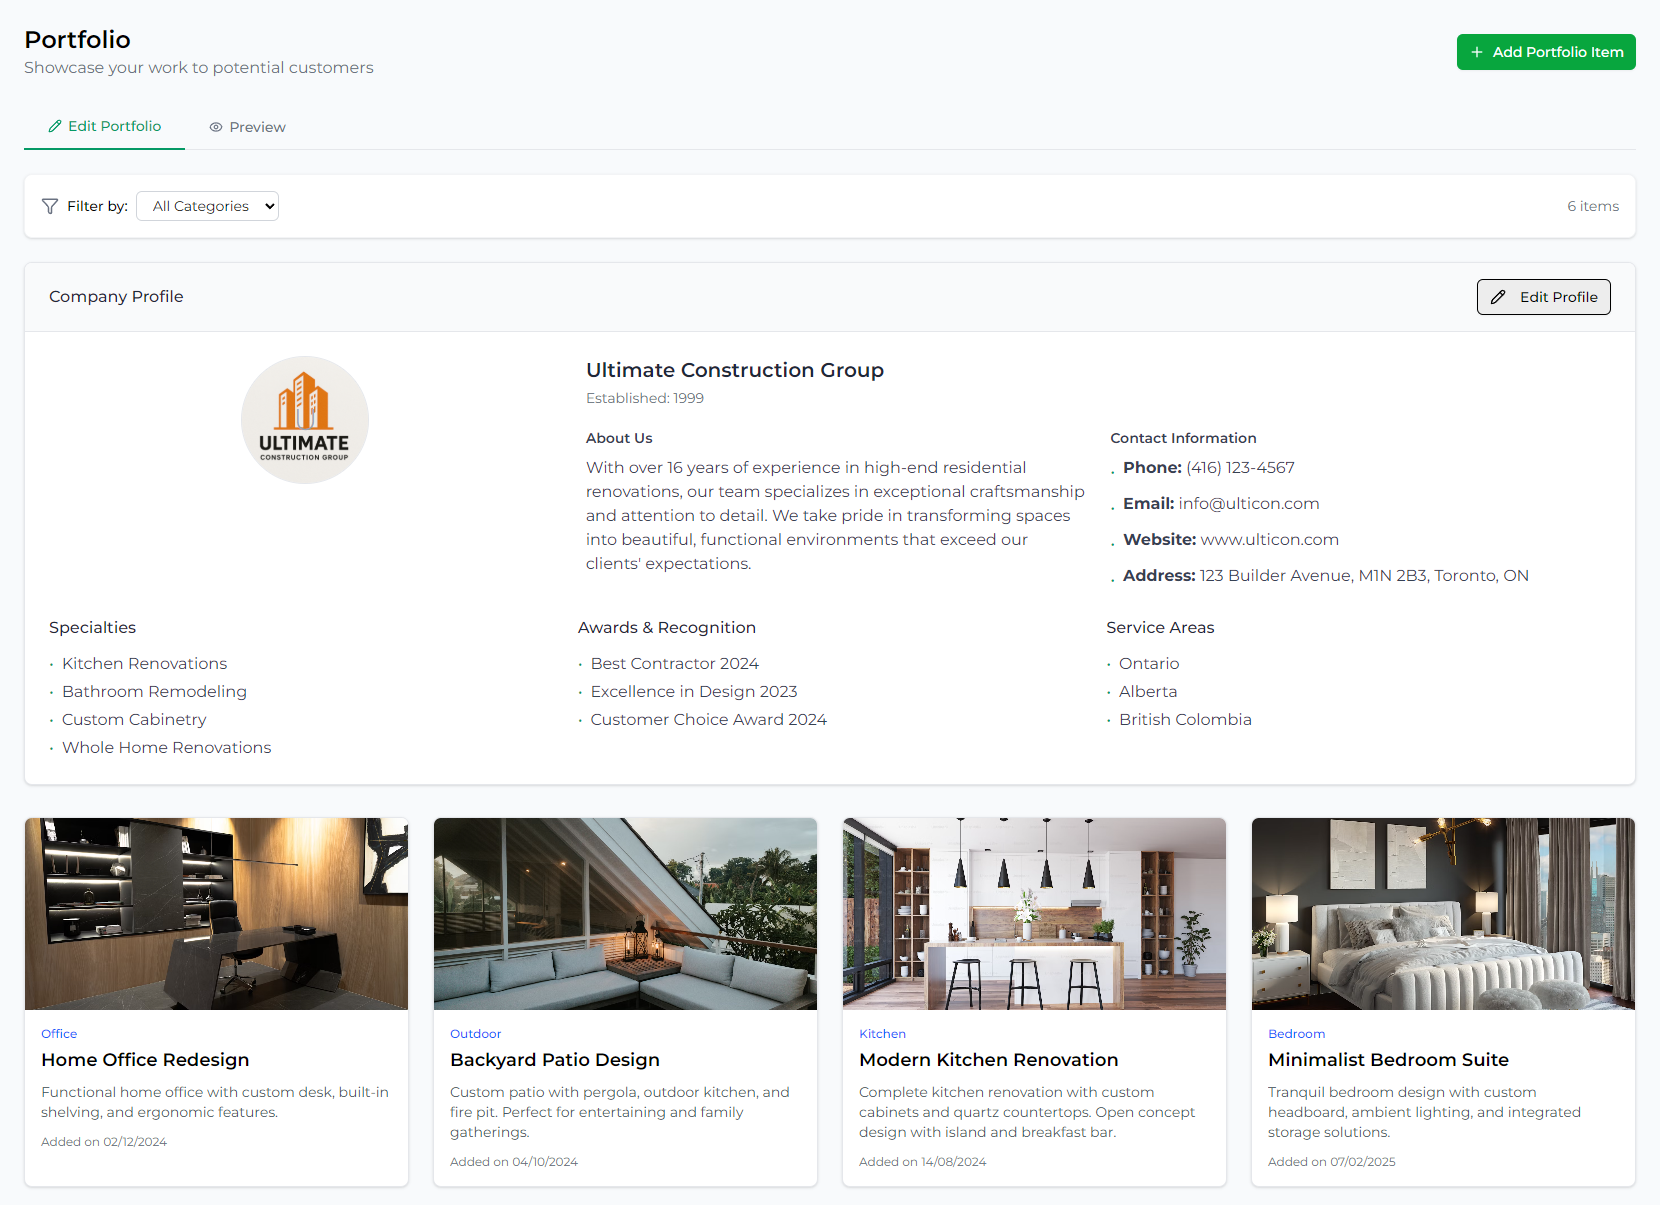 Portfolio
Showcase your work to potential customers
+ Add Portfolio Item
Edit Portfolio
Preview
Filter by:
All Categories
6 items
Company Profile
Edit Profile
ULTIMATE
CONSTRUCTION GROUP
Ultimate Construction Group
Established: 1999
About Us
With over 16 years of experience in high-end residential
renovations, our team specializes in exceptional craftsmanship
and attention to detail. We take pride in transforming spaces
into beautiful, functional environments that exceed our
clients' expectations.
Contact Information
Phone: (416) 123-4567
Email: info@ulticon.com
Website: www.ulticon.com
Address: 123 Builder Avenue, M1N 2B3, Toronto, ON
Specialties
· Kitchen Renovations
· Bathroom Remodeling
· Custom Cabinetry
· Whole Home Renovations
Awards & Recognition
· Best Contractor 2024
· Excellence in Design 2023
· Customer Choice Award 2024
Service Areas
· Ontario
· Alberta
· British Colombia
Office
Home Office Redesign
Functional home office with custom desk, built-in
shelving, and ergonomic features.
Added on 02/12/2024
Outdoor
Backyard Patio Design
Custom patio with pergola, outdoor kitchen, and
fire pit. Perfect for entertaining and family
gatherings.
Added on 04/10/2024
Kitchen
Modern Kitchen Renovation
Complete kitchen renovation with custom
cabinets and quartz countertops. Open concept
design with island and breakfast bar.
Added on 14/08/2024
Bedroom
Minimalist Bedroom Suite
Tranquil bedroom design with custom
headboard, ambient lighting, and integrated
storage solutions.
Added on 07/02/2025